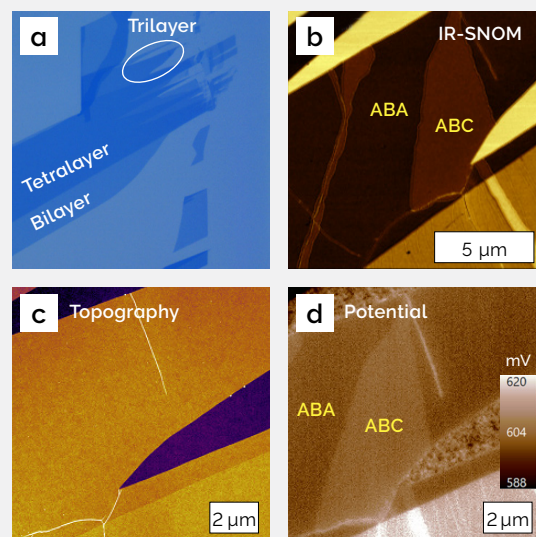 a
Trilayer
Tetralayer
Bilayer
b
IR-SNOM
ABA
ABC
5 µm
c
Topography
2 µm
d
Potential
mV
620
604
588
ABA
ABC
2 µm